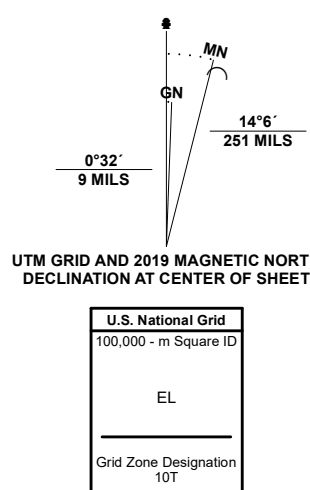 MN
GN
14°6´
251 MILS
0°32´
9 MILS
UTM GRID AND 2019 MAGNETIC NORT
DECLINATION AT CENTER OF SHEET
U.S. National Grid
100,000 - m Square ID
EL
Grid Zone Designation
10T